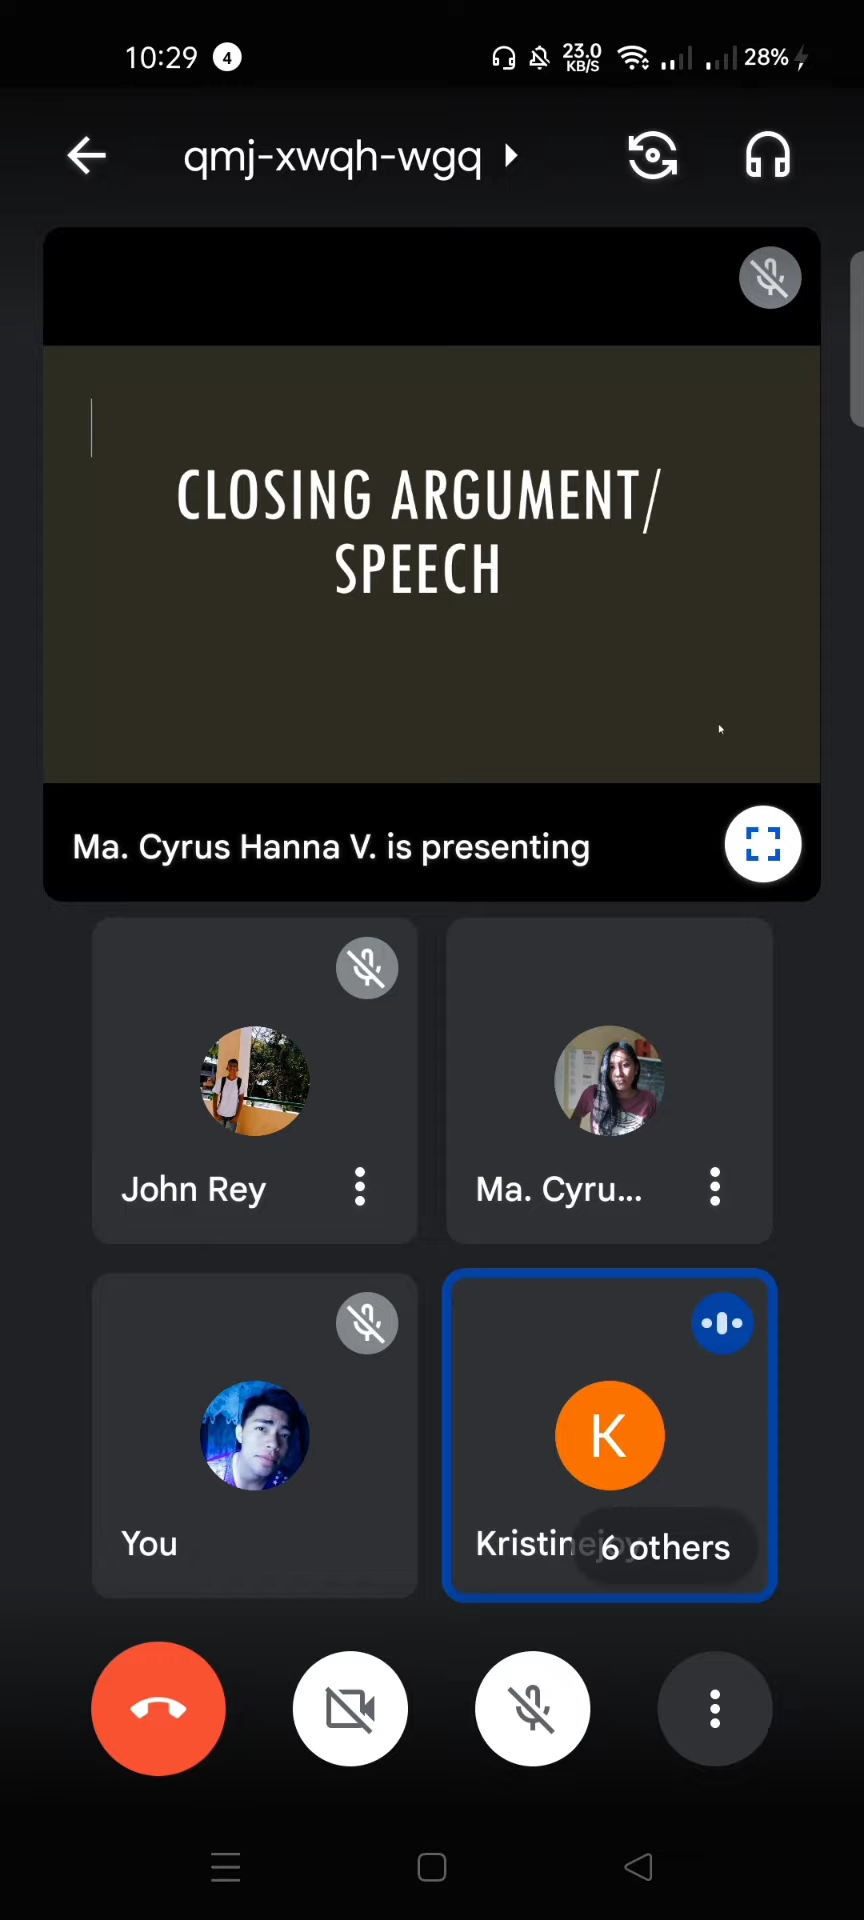 10:29 4 23.0 KB/S 28%
qmj-xwqh-wgq
CLOSING ARGUMENT/
SPEECH
Ma. Cyrus Hanna V. is presenting
John Rey
Ma. Cyru...
You
K
Kristinejoy
6 others